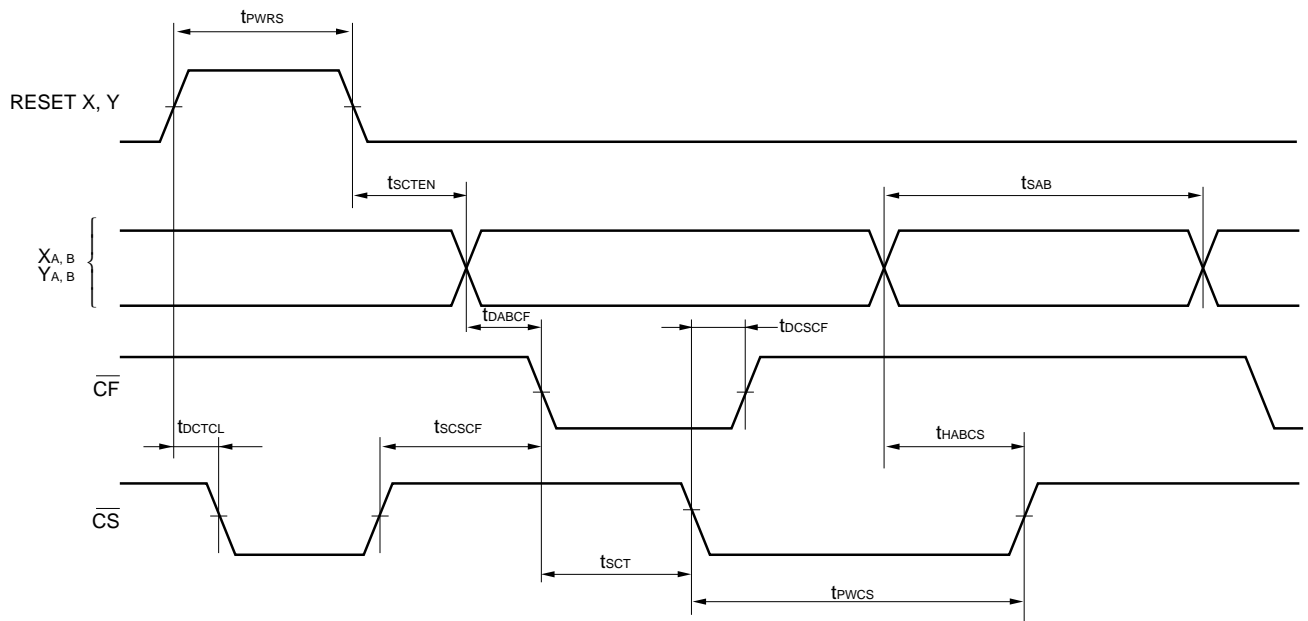 tPWRS
RESET X, Y
tSCTEN
tSAB
XA, B
YA, B
tDABCF
tDCSCF
CF
tDCTCL
tSCSCF
tHABCS
CS
tSCT
tPWCS